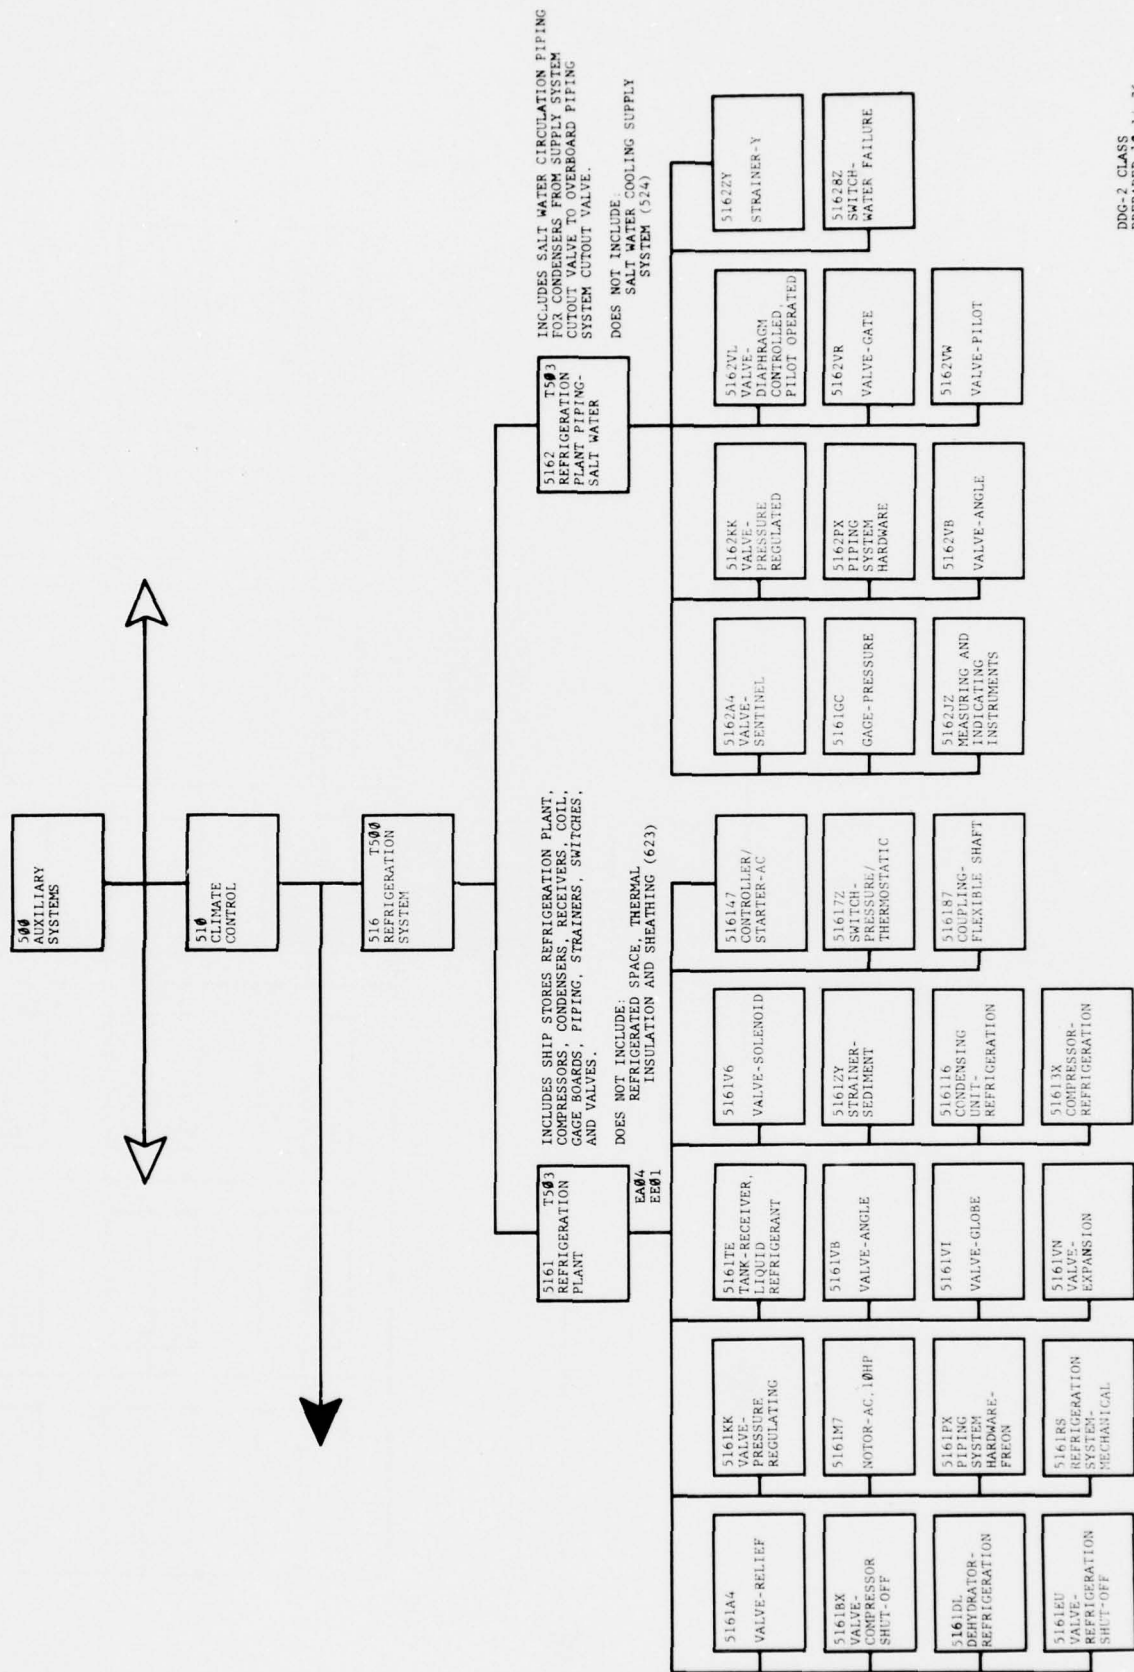 500
AUXILIARY
SYSTEMS
510
CLIMATE
CONTROL
516 T500
REFRIGERATION
SYSTEM
5161 T503
REFRIGERATION
PLANT
INCLUDES SHIP STORES REFRIGERATION PLANT,
COMPRESSORS, CONDENSERS, RECEIVERS, COIL,
GAGE BOARDS, PIPING, STRAINERS, SWITCHES,
AND VALVES.
DOES NOT INCLUDE:
REFRIGERATED SPACE, THERMAL
INSULATION AND SHEATHING (623)
EA04
EE01
5162 T503
REFRIGERATION
PLANT PIPING-
SALT WATER
INCLUDES SALT WATER CIRCULATION PIPING
FOR CONDENSERS FROM SUPPLY SYSTEM
CUTOUT VALVE TO OVERBOARD PIPING
SYSTEM CUTOUT VALVE.
DOES NOT INCLUDE:
SALT WATER COOLING SUPPLY
SYSTEM (524)
5161A4
VALVE-RELIEF
5161BX
VALVE-
COMPRESSOR
SHUT-OFF
5161DL
DEHYDRATOR-
REFRIGERATION
5161EU
VALVE-
REFRIGERATION
SHUT-OFF
5161KK
VALVE-
PRESSURE
REGULATING
5161M7
NOTOR-AC,10HP
5161PX
PIPING
SYSTEM
HARDWARE-
FREON
5161RS
REFRIGERATION
SYSTEM-
MECHANICAL
5161TE
TANK-RECEIVER,
LIQUID
REFRIGERANT
5161VB
VALVE-ANGLE
5161VI
VALVE-GLOBE
5161VN
VALVE-
EXPANSION
5161V6
VALVE-SOLENOID
5161ZY
STRAINER-
SEDIMENT
516116
CONDENSING
UNIT-
REFRIGERATION
51613X
COMPRESSOR-
REFRIGERATION
516147
CONTROLLER/
STARTER-AC
51617Z
SWITCH-
PRESSURE/
THERMOSTATIC
516187
COUPLING-
FLEXIBLE SHAFT
5162A4
VALVE-
SENTINEL
5161GC
GAGE-PRESSURE
5162JZ
MEASURING AND
INDICATING
INSTRUMENTS
5162KK
VALVE-
PRESSURE
REGULATED
5162PX
PIPING
SYSTEM
HARDWARE
5162VB
VALVE-ANGLE
5162VL
VALVE-
DIAPHRAGM
CONTROLLED,
PILOT OPERATED
5162VR
VALVE-GATE
5162VW
VALVE-PILOT
5162ZY
STRAINER-Y
51628Z
SWITCH-
WATER FAILURE
DDG-2 CLASS